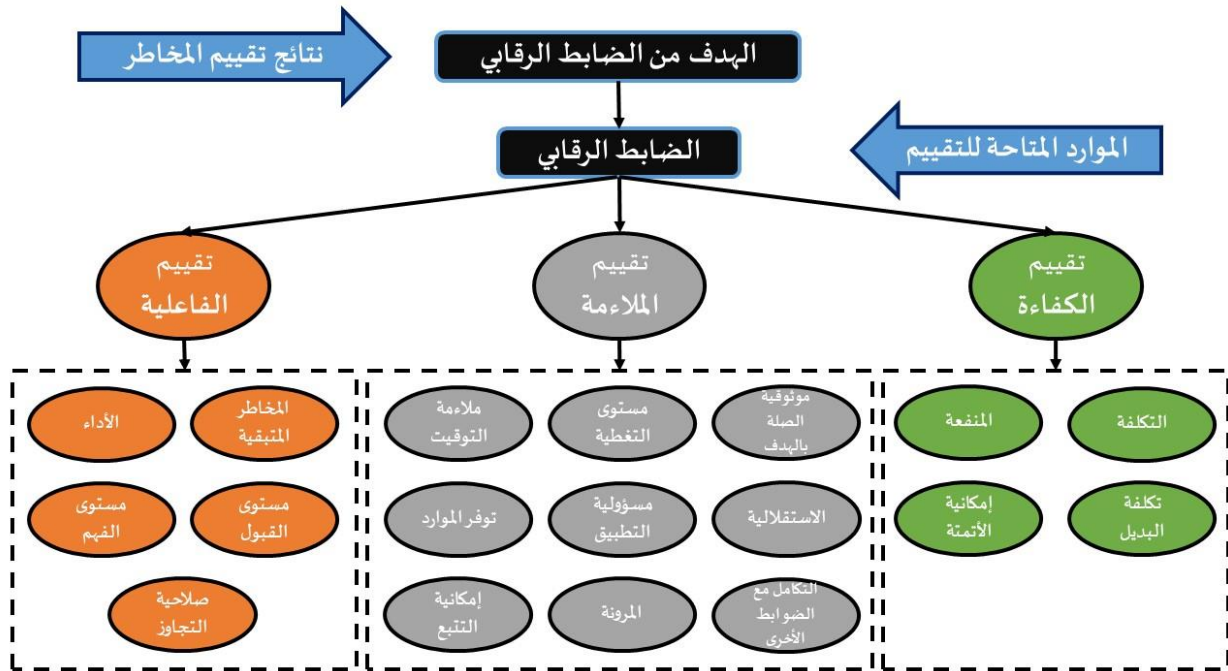 نتائج تقييم المخاطر
الهدف من الضابط الرقابي
الموارد المتاحة للتقييم
الضابط الرقابي
تقييم
الكفاءة
تقييم
الملاءمة
تقييم
الفاعلية
التكلفة
المنفعة
تكلفة
البديل
إمكانية
الأتمتة
موثوقية
الصلة
بالهدف
مستوى
التغطية
ملاءمة
التوقيت
الاستقلالية
مسؤولية
التطبيق
توفر الموارد
التكامل مع
الضوابط
الأخرى
المرونة
إمكانية
التتبع
المخاطر
المتبقية
الأداء
مستوى
القبول
مستوى
الفهم
صلاحية
التجاوز